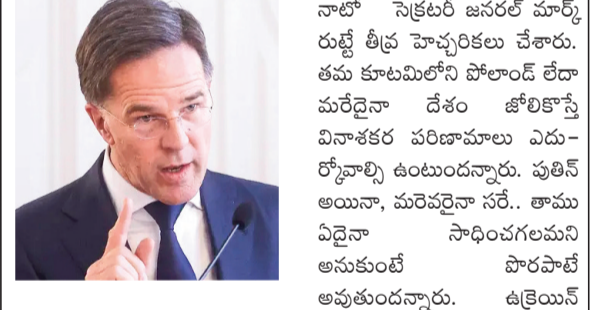 నాటో సెక్రటరీ జనరల్ మార్క్
రుట్టే తీవ్ర హెచ్చరికలు చేశారు.
తమ కూటమిలోని పోలాండ్ లేదా
మరేదైనా దేశం జోలికొస్తే
వినాశకర పరిణామాలు ఎదు-
ర్కోవాల్సి ఉంటుందన్నారు. పుతిన్
అయినా, మరెవరైనా సరే.. తాము
ఏదైనా సాధించగలమని
అనుకుంటే పొరపాటే
అవుతుందన్నారు. ఉక్రెయిన్